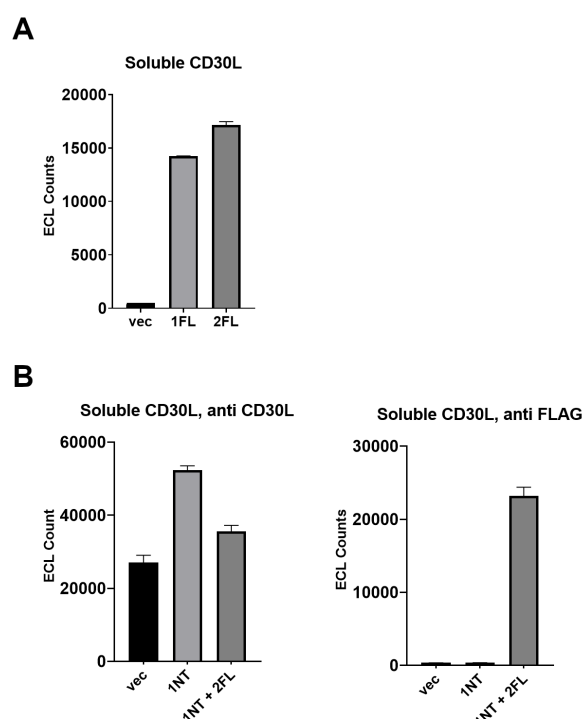 A
Soluble CD30L
ECL Counts
20000
15000
10000
5000
0
vec 1FL 2FL
B
Soluble CD30L, anti CD30L
ECL Count
60000
40000
20000
0
vec 1NT 1NT + 2FL
Soluble CD30L, anti FLAG
ECL Counts
30000
20000
10000
0
vec 1NT 1NT + 2FL